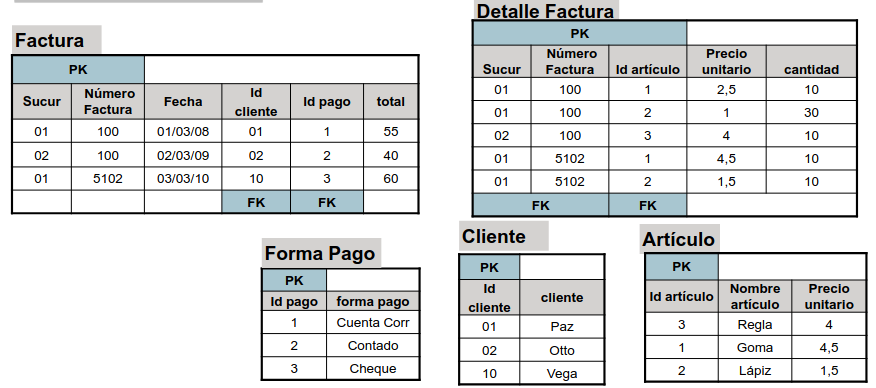 Factura
PK
Sucur Número Factura Fecha Id cliente Id pago total
01 100 01/03/08 01 1 55
02 100 02/03/09 02 2 40
01 5102 03/03/10 10 3 60
FK FK
Detalle Factura
PK
Sucur Número Factura Id artículo Precio unitario cantidad
01 100 1 2,5 10
01 100 2 1 30
02 100 3 4 10
01 5102 1 4,5 10
01 5102 2 1,5 10
FK FK
Forma Pago
PK
Id pago forma pago
1 Cuenta Corr
2 Contado
3 Cheque
Cliente
PK
Id cliente cliente
01 Paz
02 Otto
10 Vega
Artículo
PK
Id artículo Nombre artículo Precio unitario
3 Regla 4
1 Goma 4,5
2 Lápiz 1,5